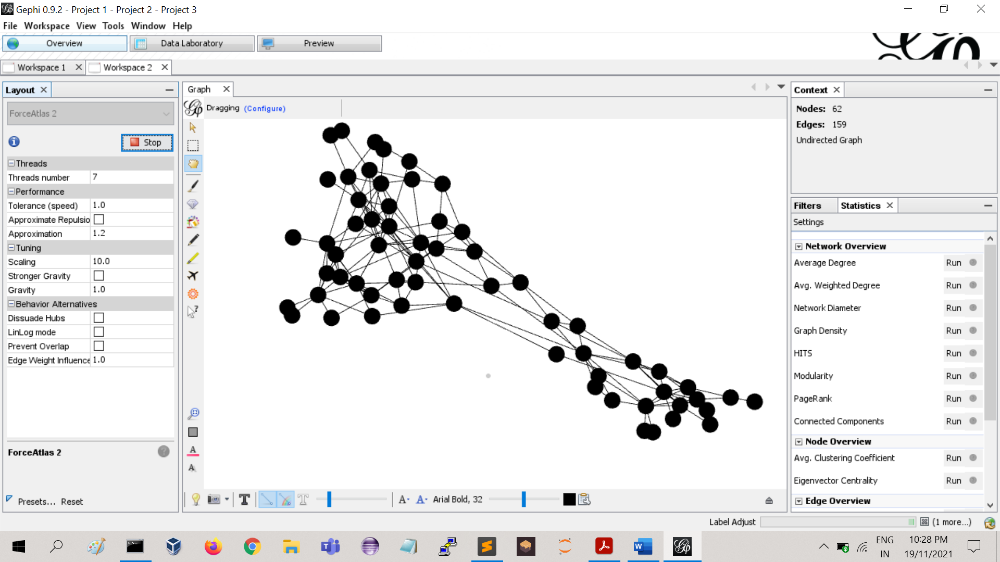 Gephi 0.9.2 - Project 1 - Project 2 - Project 3
File Workspace View Tools Window Help
Overview Data Laboratory Preview
Workspace 1 Workspace 2
Layout
ForceAtlas 2
Stop
Threads
Threads number 7
Performance
Tolerance (speed) 1.0
Approximate Repulsio
Approximation 1.2
Tuning
Scaling 10.0
Stronger Gravity
Gravity 1.0
Behavior Alternatives
Dissuade Hubs
LinLog mode
Prevent Overlap
Edge Weight Influence 1.0
ForceAtlas 2
Presets... Reset
Graph
Dragging (Configure)
Arial Bold, 32
Context
Nodes: 62
Edges: 159
Undirected Graph
Filters Statistics
Settings
Network Overview
Average Degree Run
Avg. Weighted Degree Run
Network Diameter Run
Graph Density Run
HITS Run
Modularity Run
PageRank Run
Connected Components Run
Node Overview
Avg. Clustering Coefficient Run
Eigenvector Centrality Run
Edge Overview
Label Adjust (1 more...)
ENG
IN
10:28 PM
19/11/2021